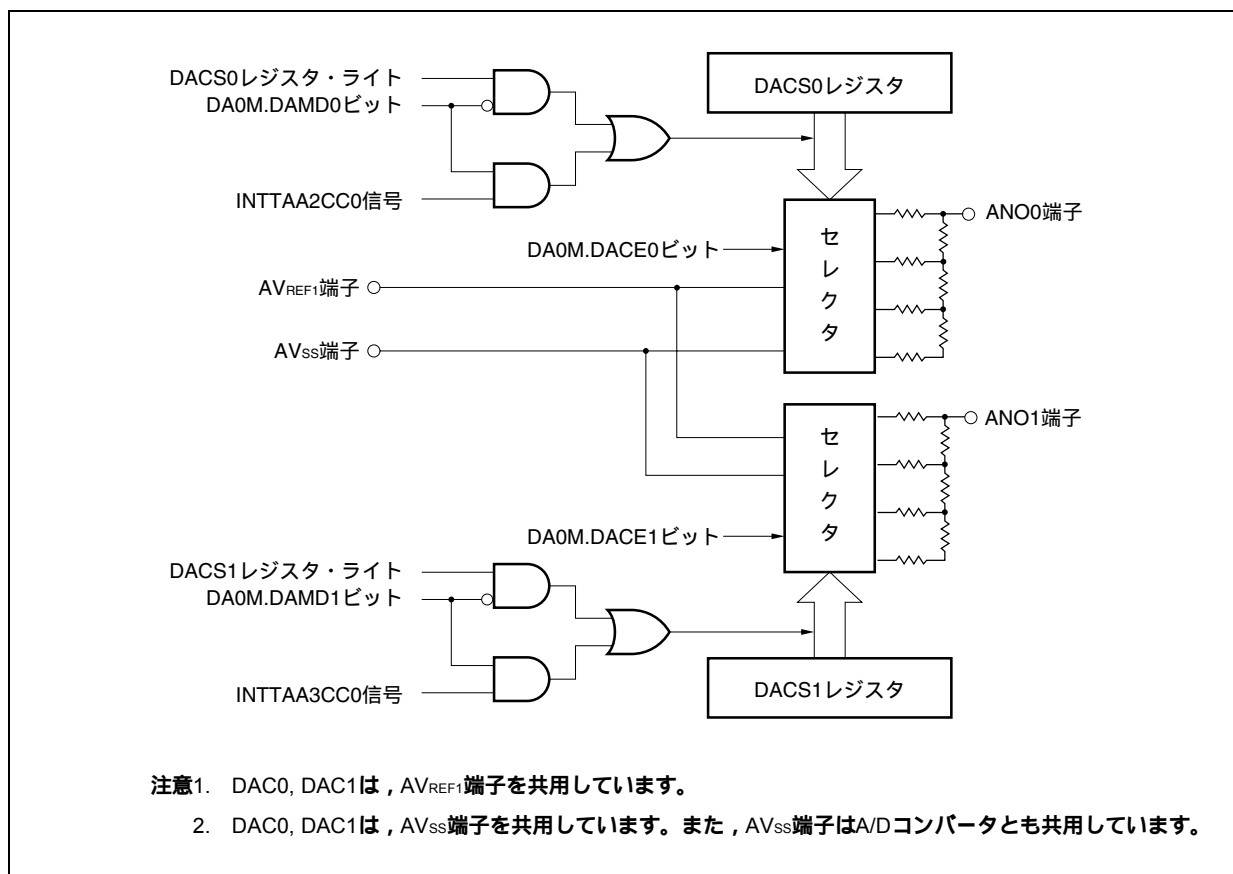 DACS0レジスタ・ライト
DA0M.DAMD0ビット
INTTAA2CC0信号
DACS0レジスタ
DA0M.DACE0ビット
セレクタ
ANO0端子
AVREF1端子
AVSS端子
セレクタ
ANO1端子
DA0M.DACE1ビット
DACS1レジスタ・ライト
DA0M.DAMD1ビット
INTTAA3CC0信号
DACS1レジスタ
注意1. DAC0, DAC1は，AVREF1端子を共用しています。
2. DAC0, DAC1は，AVSS端子を共用しています。また，AVSS端子はA/Dコンバータとも共用しています。